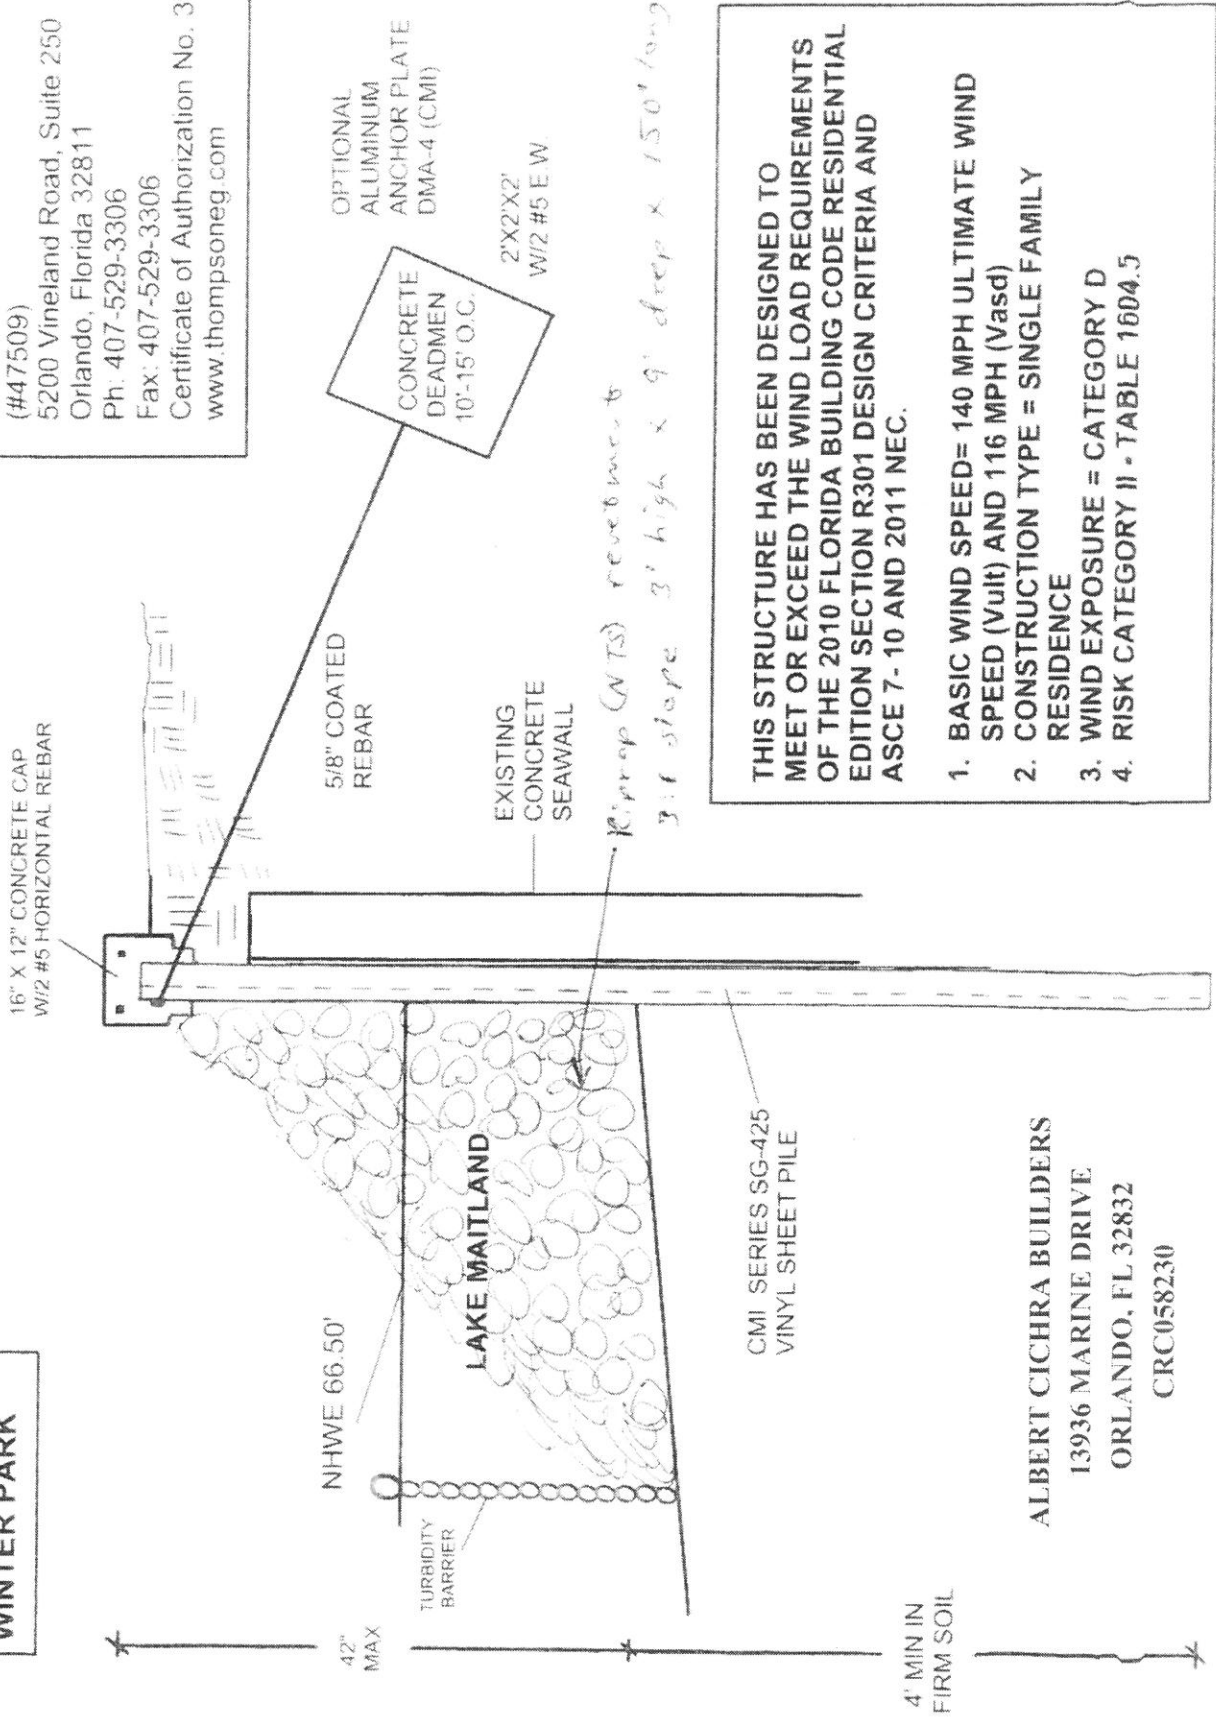 WINTER PARK
(#47509)
5200 Vineland Road, Suite 250
Orlando, Florida 32811
Ph: 407-529-3306
Fax: 407-529-3306
Certificate of Authorization No. 3
www.thompsoneg.com
16" X 12" CONCRETE CAP
W/2 #5 HORIZONTAL REBAR
OPTIONAL
ALUMINUM
ANCHOR PLATE
DMA-4 (CMI)
CONCRETE
DEADMEN
10'-15' O.C.
2'X2'X2'
W/2 #5 E.W.
5/8" COATED
REBAR
EXISTING
CONCRETE
SEAWALL
Riprap (NTS) revetment
3:1 slope 3' high x 9' deep x 150' long
NHWE 66.50'
LAKE MAITLAND
TURBIDITY
BARRIER
42"
MAX
4' MIN IN
FIRM SOIL
CMI SERIES SG-425
VINYL SHEET PILE
ALBERT CICHRA BUILDERS
13936 MARINE DRIVE
ORLANDO, FL 32832
CRC058230
THIS STRUCTURE HAS BEEN DESIGNED TO
MEET OR EXCEED THE WIND LOAD REQUIREMENTS
OF THE 2010 FLORIDA BUILDING CODE RESIDENTIAL
EDITION SECTION R301 DESIGN CRITERIA AND
ASCE 7- 10 AND 2011 NEC.
1. BASIC WIND SPEED= 140 MPH ULTIMATE WIND
SPEED (Vult) AND 116 MPH (Vasd)
2. CONSTRUCTION TYPE = SINGLE FAMILY
RESIDENCE
3. WIND EXPOSURE = CATEGORY D
4. RISK CATEGORY II - TABLE 1604.5